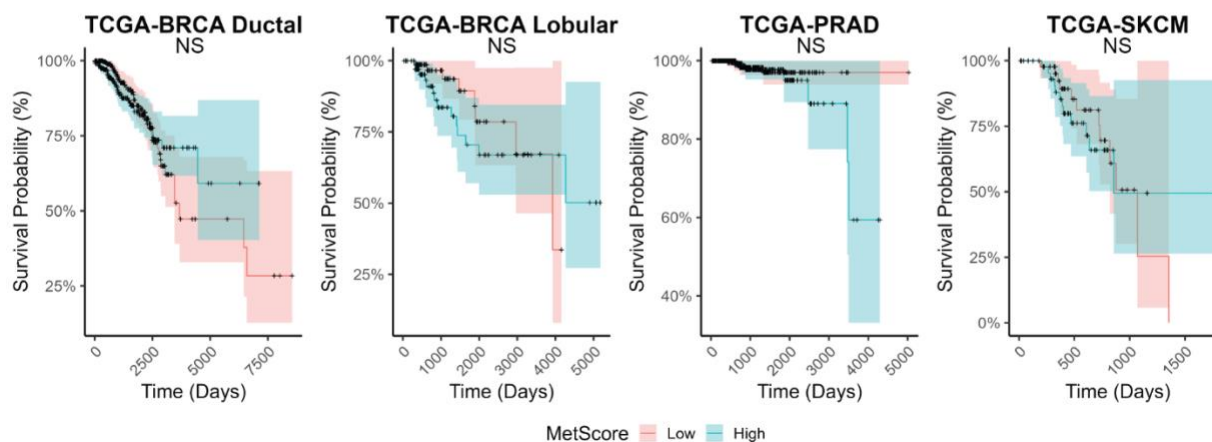 TCGA-BRCA Ductal
NS
100%
75%
50%
25%
Survival Probability (%)
0
2500
5000
7500
Time (Days)
TCGA-BRCA Lobular
NS
100%
75%
50%
25%
Survival Probability (%)
0
1000
2000
3000
4000
5000
Time (Days)
TCGA-PRAD
NS
100%
80%
60%
40%
Survival Probability (%)
0
1000
2000
3000
4000
5000
Time (Days)
TCGA-SKCM
NS
100%
75%
50%
25%
0%
Survival Probability (%)
0
500
1000
1500
Time (Days)
MetScore Low High